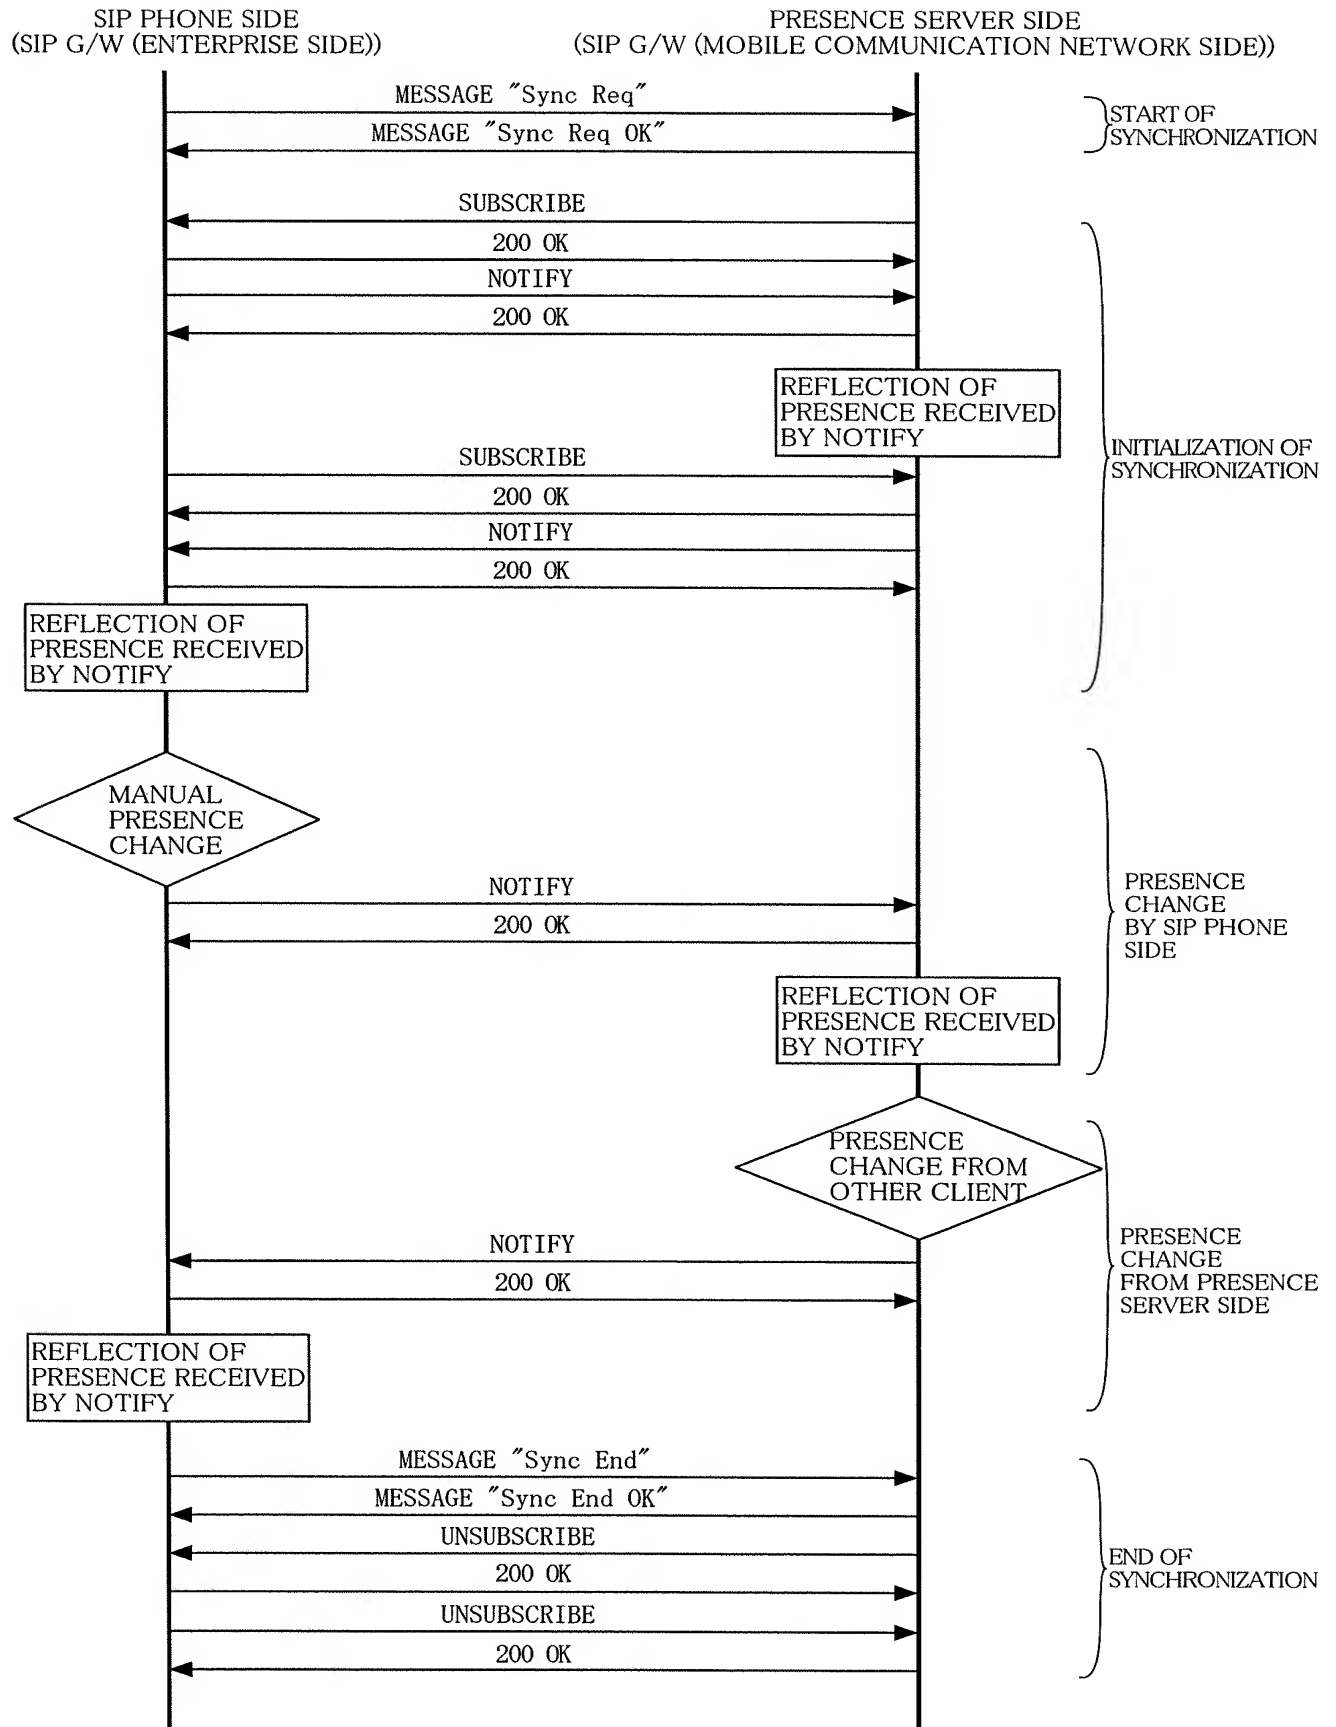 SIP PHONE SIDE
(SIP G/W (ENTERPRISE SIDE))
PRESENCE SERVER SIDE
(SIP G/W (MOBILE COMMUNICATION NETWORK SIDE))
MESSAGE "Sync Req"
MESSAGE "Sync Req OK"
START OF
SYNCHRONIZATION
SUBSCRIBE
200 OK
NOTIFY
200 OK
REFLECTION OF
PRESENCE RECEIVED
BY NOTIFY
INITIALIZATION OF
SYNCHRONIZATION
SUBSCRIBE
200 OK
NOTIFY
200 OK
REFLECTION OF
PRESENCE RECEIVED
BY NOTIFY
MANUAL
PRESENCE
CHANGE
NOTIFY
200 OK
PRESENCE
CHANGE
BY SIP PHONE
SIDE
REFLECTION OF
PRESENCE RECEIVED
BY NOTIFY
PRESENCE
CHANGE FROM
OTHER CLIENT
NOTIFY
200 OK
PRESENCE
CHANGE
FROM PRESENCE
SERVER SIDE
REFLECTION OF
PRESENCE RECEIVED
BY NOTIFY
MESSAGE "Sync End"
MESSAGE "Sync End OK"
UNSUBSCRIBE
200 OK
UNSUBSCRIBE
200 OK
END OF
SYNCHRONIZATION